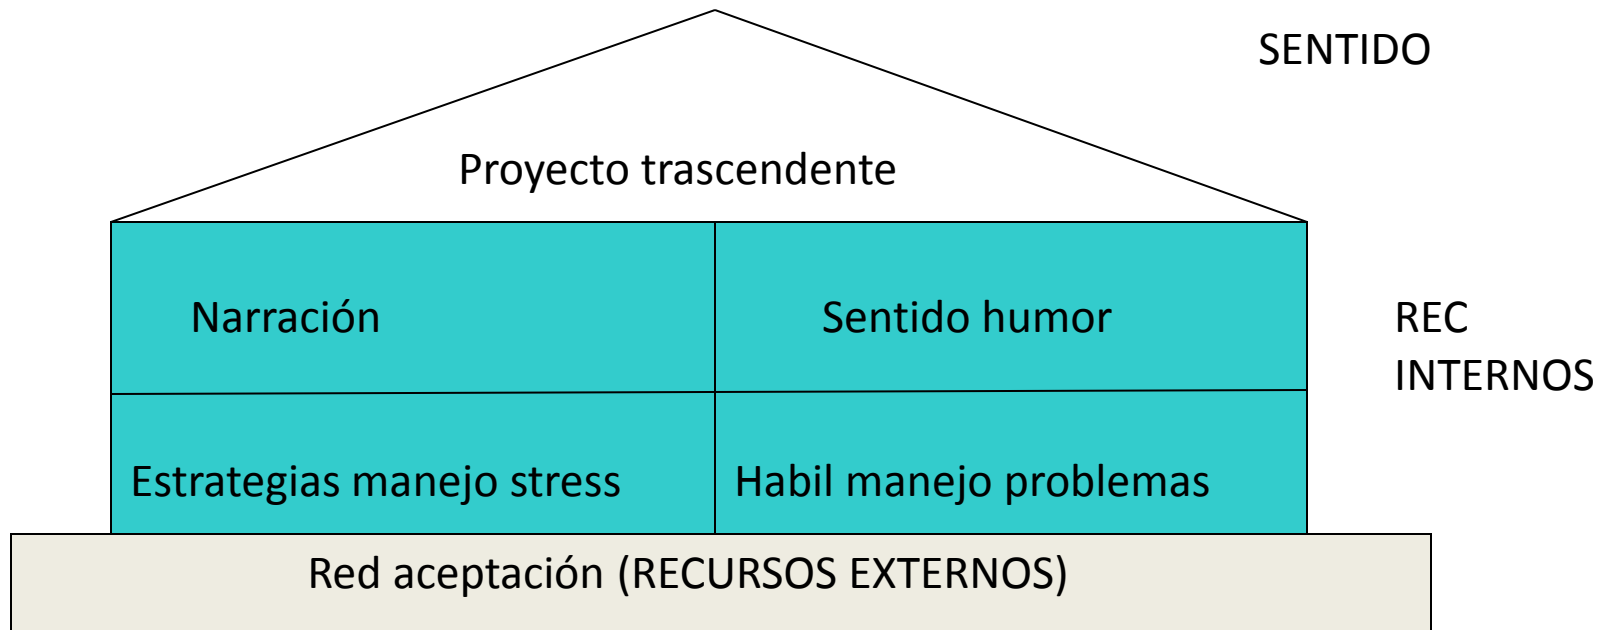 SENTIDO
Proyecto trascendente
Narración
Sentido humor
REC
INTERNOS
Estrategias manejo stress
Habil manejo problemas
Red aceptación (RECURSOS EXTERNOS)